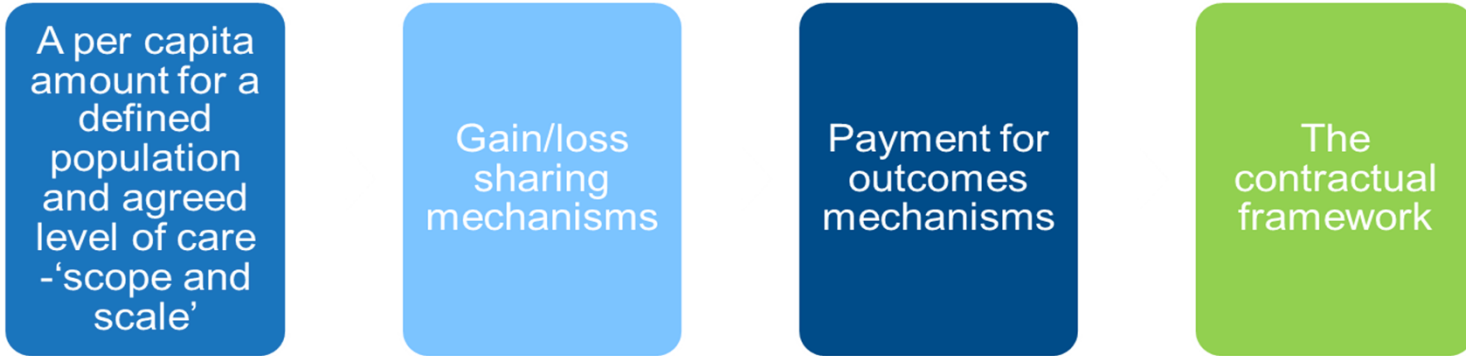 A per capita
amount for a
defined
population
and agreed
level of care
-‘scope and
scale’
Gain/loss
sharing
mechanisms
Payment for
outcomes
mechanisms
The
contractual
framework